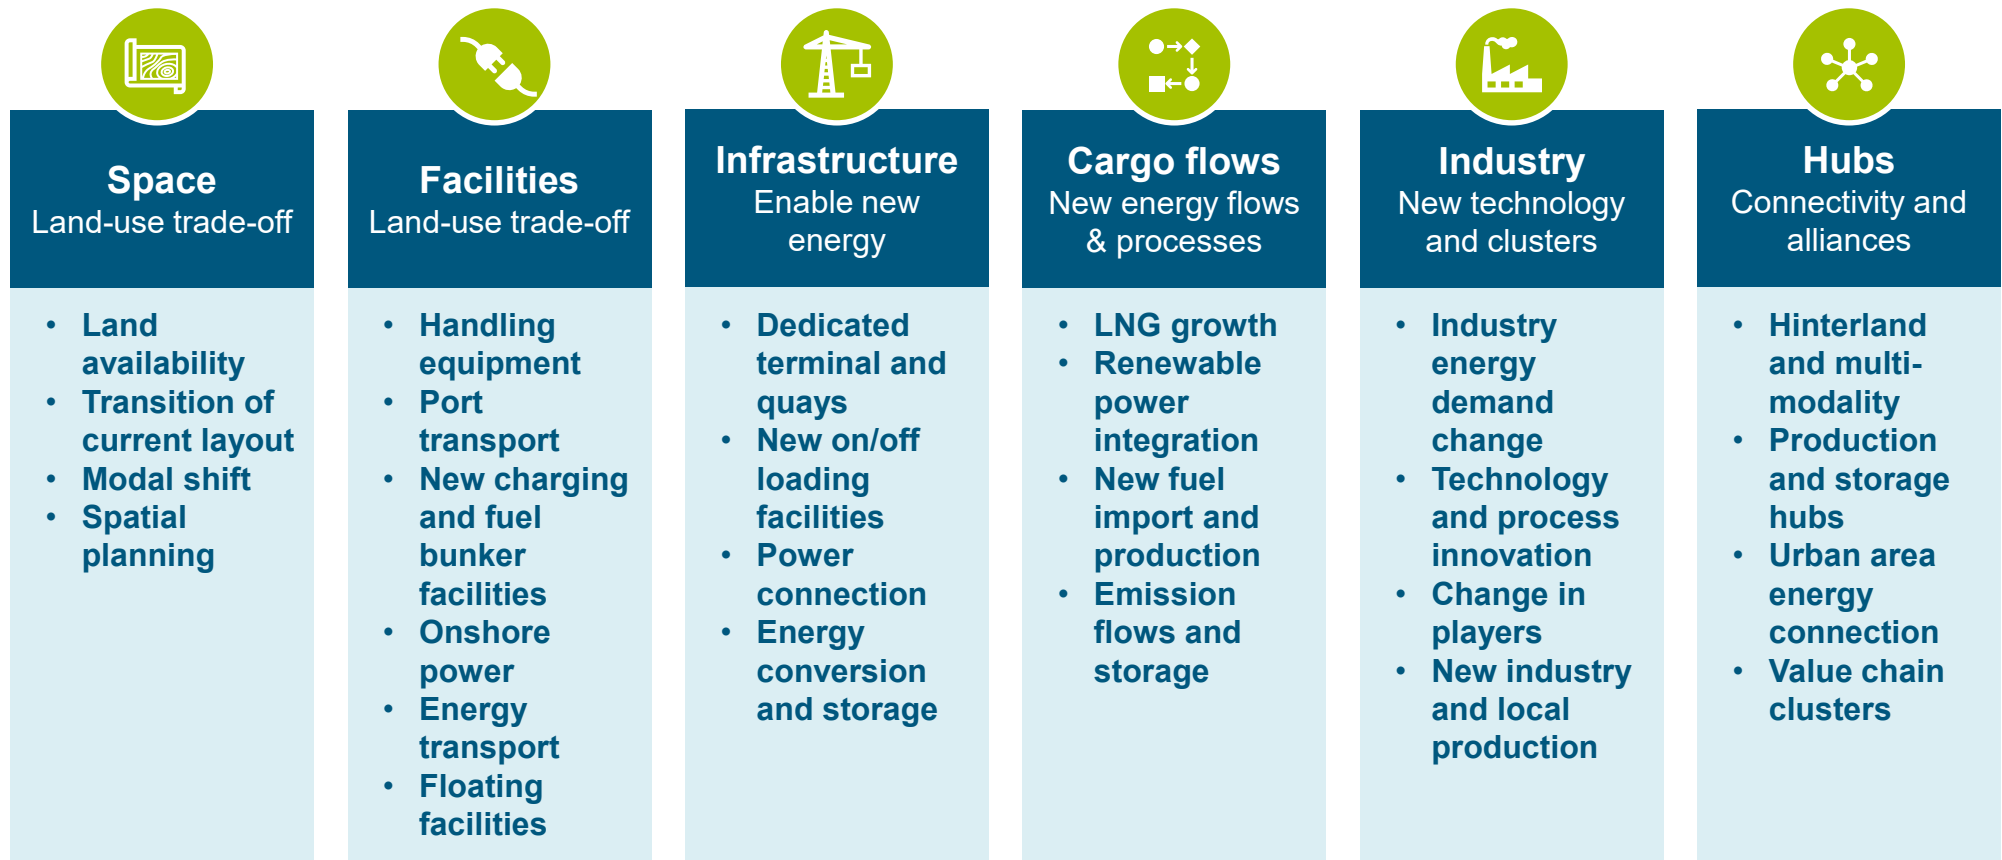 Space
Land-use trade-off
• Land
availability
• Transition of
current layout
• Modal shift
• Spatial
planning
Facilities
Land-use trade-off
• Handling
equipment
• Port
transport
• New charging
and fuel
bunker
facilities
• Onshore
power
• Energy
transport
• Floating
facilities
Infrastructure
Enable new
energy
• Dedicated
terminal and
quays
• New on/off
loading
facilities
• Power
connection
• Energy
conversion
and storage
Cargo flows
New energy flows
& processes
• LNG growth
• Renewable
power
integration
• New fuel
import and
production
• Emission
flows and
storage
Industry
New technology
and clusters
• Industry
energy
demand
change
• Technology
and process
innovation
• Change in
players
• New industry
and local
production
Hubs
Connectivity and
alliances
• Hinterland
and multi-
modality
• Production
and storage
hubs
• Urban area
energy
connection
• Value chain
clusters